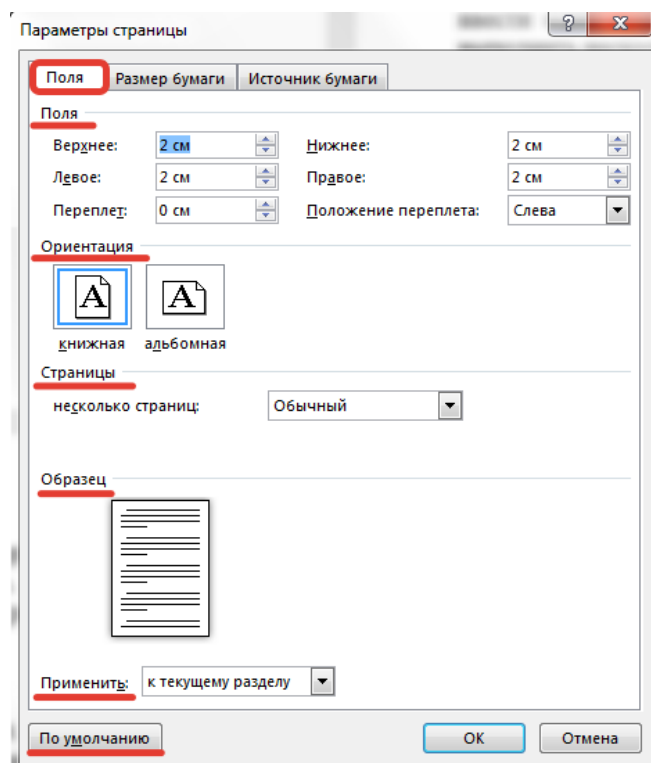 Параметры страницы
Поля Размер бумаги Источник бумаги
Поля
Верхнее: 2 см Нижнее: 2 см
Левое: 2 см Правое: 2 см
Переплет: 0 см Положение переплета: Слева
Ориентация
A A
книжная альбомная
Страницы
несколько страниц: Обычный
Образец
Применить: к текущему разделу
По умолчанию ОК Отмена